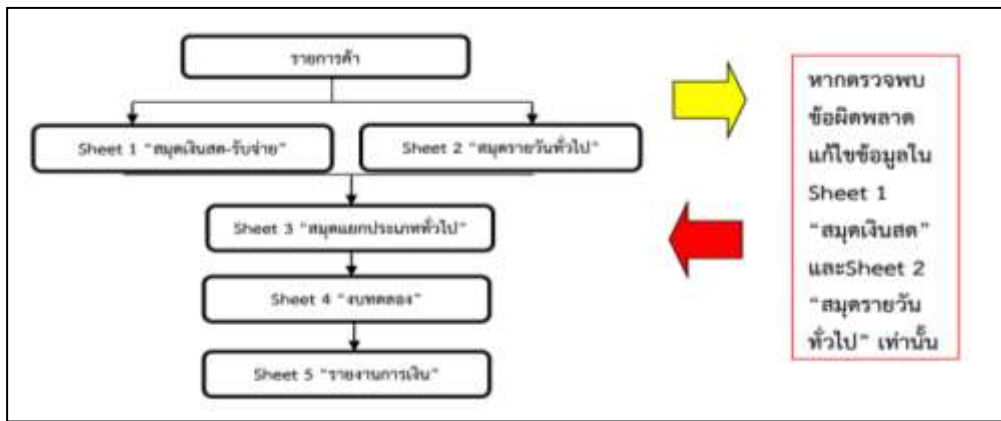 รายการค้า
Sheet 1 "สมุดเงินสด-รับจ่าย"
Sheet 2 "สมุดรายวันทั่วไป"
Sheet 3 "สมุดแยกประเภททั่วไป"
Sheet 4 "งบทดลอง"
Sheet 5 "รายงานการเงิน"
หากตรวจพบ
ข้อผิดพลาด
แก้ไขข้อมูลใน
Sheet 1
"สมุดเงินสด"
และSheet 2
"สมุดรายวัน
ทั่วไป" เท่านั้น